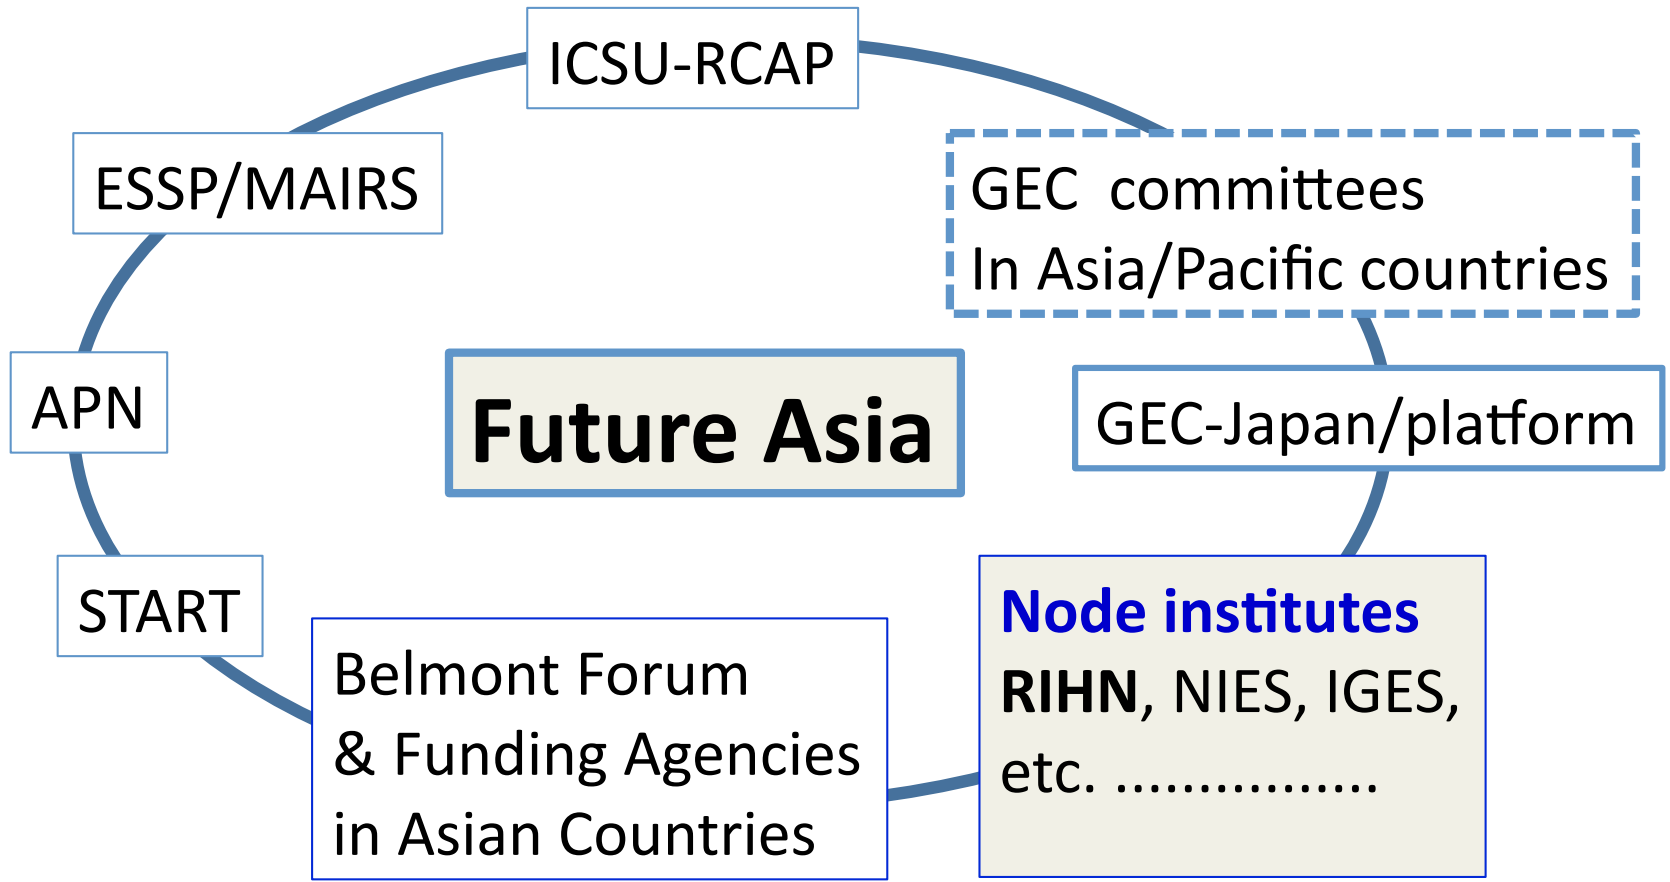 ICSU-RCAP
ESSP/MAIRS
GEC  committees
In Asia/Pacific countries
APN
Future Asia
GEC-Japan/platform
START
Belmont Forum
& Funding Agencies
in Asian Countries
Node institutes
RIHN, NIES, IGES,
etc. ................